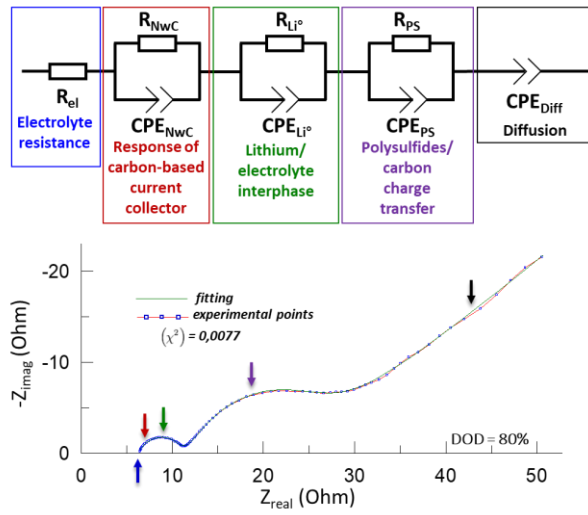 R_NwC
R_Li°
R_PS
R_el
CPE_NwC
CPE_Li°
CPE_PS
CPE_Diff
Electrolyte
resistance
Response of
carbon-based
current
collector
Lithium/
electrolyte
interphase
Polysulfides/
carbon
charge
transfer
Diffusion
-Z_imag (Ohm)
-20
-10
0
fitting
experimental points
(χ²) = 0,0077
DOD = 80%
0 10 20 30 40 50
Z_real (Ohm)